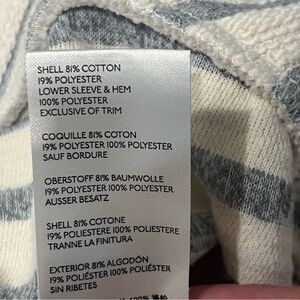 SHELL 81% COTTON
19% POLYESTER
LOWER SLEEVE & HEM
100% POLYESTER
EXCLUSIVE OF TRIM
COQUILLE 81% COTON
19% POLYESTER 100% POLYESTER
SAUF BORDURE
OBERSTOFF 81% BAUMWOLLE
19% POLYESTER 100% POLYESTER
AUSSER BESATZ
SHELL 81% COTONE
19% POLIESTERE 100% POLIESTERE
TRANNE LA FINITURA
EXTERIOR 81% ALGODÓN
19% POLIÉSTER 100% POLIÉSTER
SIN RIBETES
100%